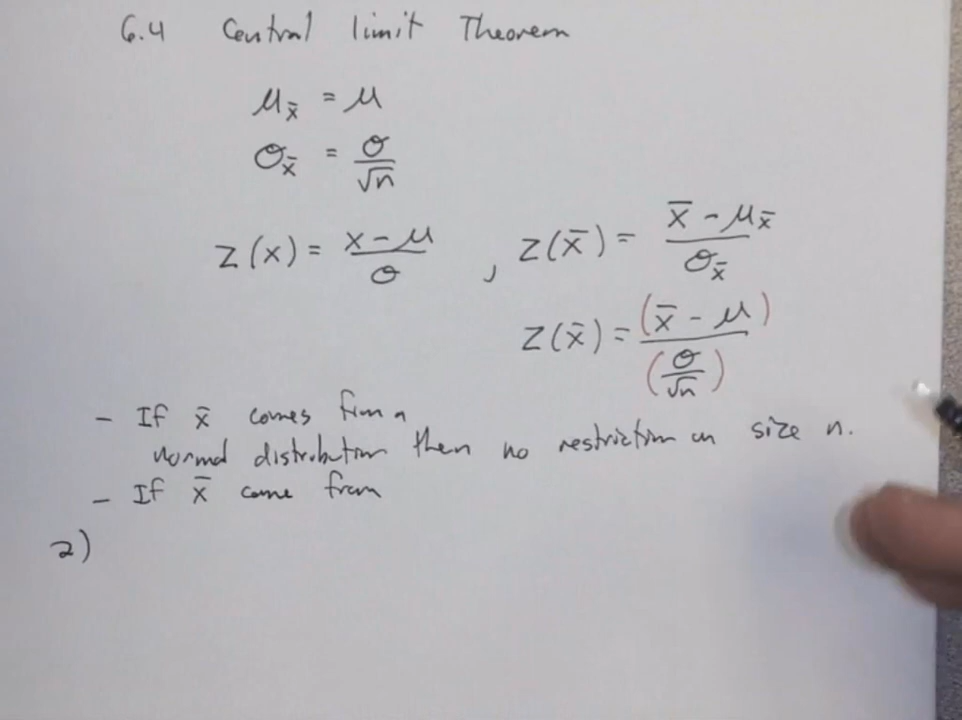 6.4 Central limit Theorem
μx̄ = μ
σx̄ = σ/√n
z(x) = x-μ/σ , z(x̄) = x̄-μx̄/σx̄
z(x̄) = (x̄-μ)/(σ/√n)
- If x̄ comes from a
normal distribution then no restriction on size n.
- If x̄ come from
2)